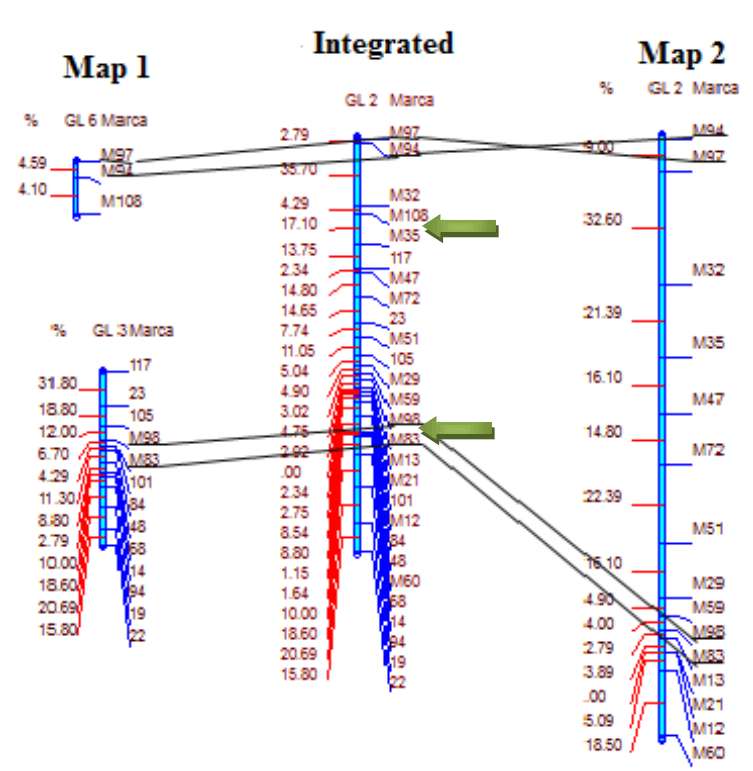 Map 1
% GL 6 Marca
M97
M94
4.59
4.10
M108
% GL 3 Marca
117
31.80
23
18.80
105
12.00
M98
6.70
M83
4.29
101
11.30
84
8.80
48
2.79
68
10.00
14
18.60
94
20.69
19
15.80
22
Integrated
GL 2 Marca
2.79
M97
M94
35.70
M32
4.29
M108
17.10
M35
13.75
117
2.34
M47
14.80
M72
14.65
23
7.74
M51
11.05
105
5.04
M29
4.90
M59
3.02
M98
4.75
M83
2.92
M13
.00
M21
2.34
101
2.75
M12
8.54
84
8.80
48
1.15
M60
1.64
68
10.00
14
18.60
94
20.69
19
15.80
22
Map 2
% GL 2 Marca
M94
9.00
M97
32.60
M32
21.39
M35
16.10
M47
14.80
M72
22.39
M51
16.10
M29
4.90
M59
4.00
M98
2.79
M83
3.89
M13
.00
M21
5.09
M12
18.50
M60